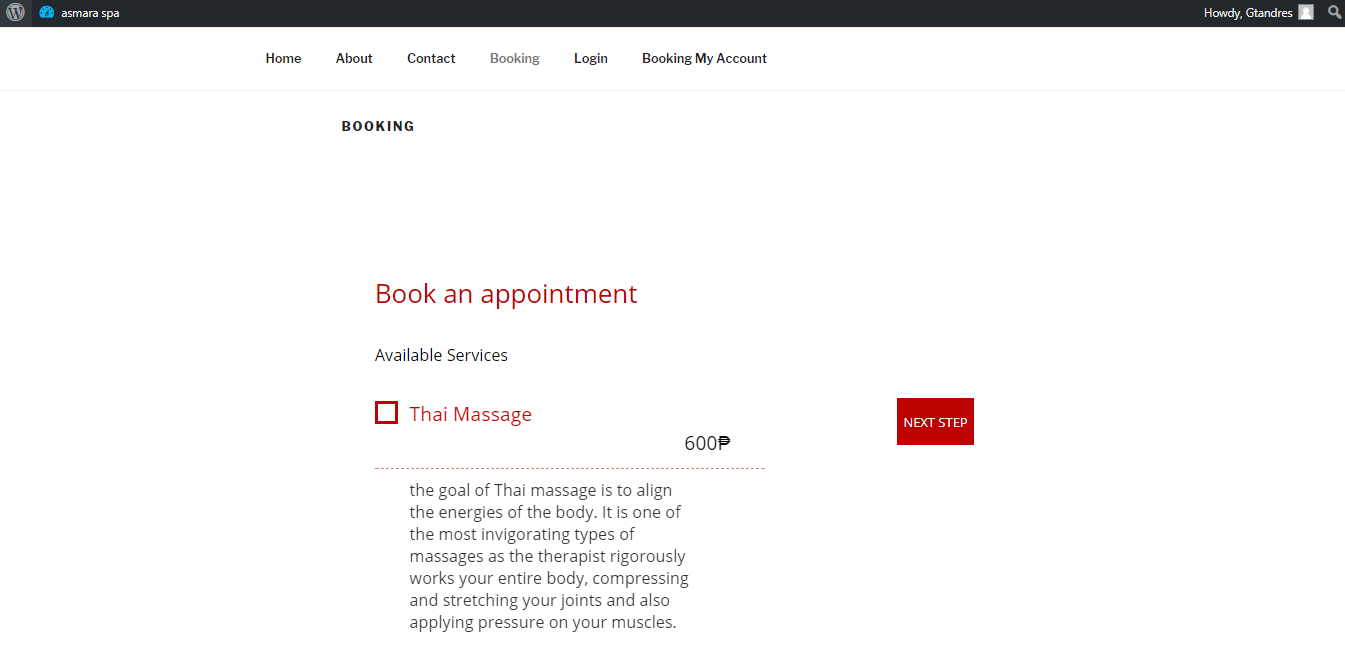 asmara spa
Howdy, Gtandres
Home About Contact Booking Login Booking My Account
BOOKING
Book an appointment
Available Services
Thai Massage
600₱
NEXT STEP
the goal of Thai massage is to align
the energies of the body. It is one of
the most invigorating types of
massages as the therapist rigorously
works your entire body, compressing
and stretching your joints and also
applying pressure on your muscles.